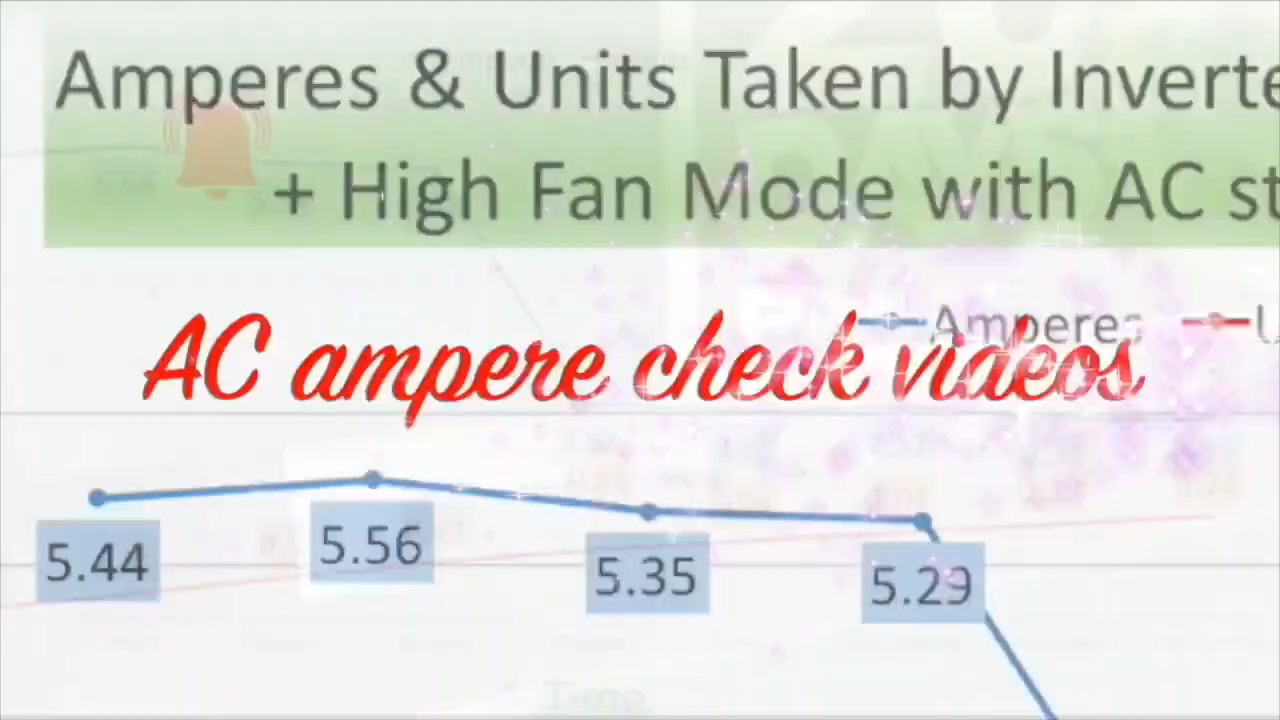 Amperes & Units Taken by Inverte
+ High Fan Mode with AC st
Amperes
AC ampere check videos
5.44
5.56
5.35
5.29
Time